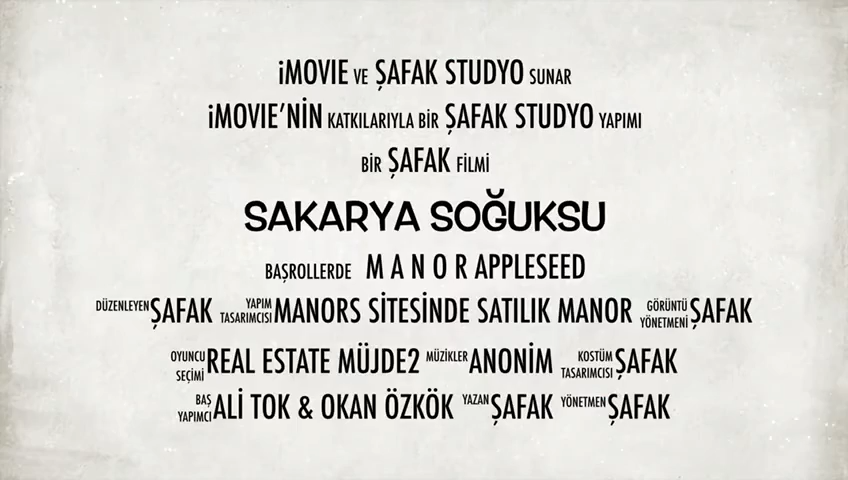 iMOVIE VE ŞAFAK STUDYO SUNAR
iMOVIE'NİN KATKILARIYLA BİR ŞAFAK STUDYO YAPIMI
BİR ŞAFAK FİLMİ
SAKARYA SOĞUKSU
BAŞROLLERDE M A N O R APPLESEED
DÜZENLEYEN ŞAFAK YAPIM TASARIMCISI MANORS SİTESİNDE SATILIK MANOR GÖRÜNTÜ YÖNETMENİ ŞAFAK
OYUNCU SEÇİMİ REAL ESTATE MÜJDE2 MÜZİKLER ANONİM KOSTÜM TASARIMCISI ŞAFAK
BAŞ YAPIMCI ALİ TOK & OKAN ÖZKÖK YAZAN ŞAFAK YÖNETMEN ŞAFAK